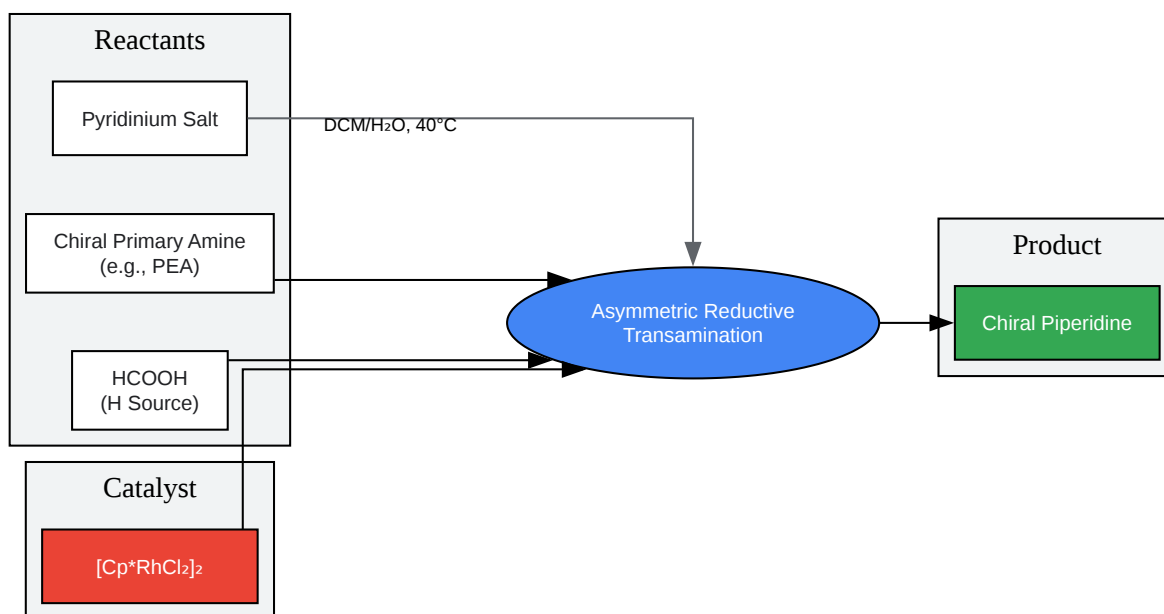 Reactants
Pyridinium Salt
DCM/H₂O, 40°C
Chiral Primary Amine
(e.g., PEA)
HCOOH
(H Source)
Asymmetric Reductive
Transamination
Product
Chiral Piperidine
Catalyst
[Cp*RhCl₂]₂